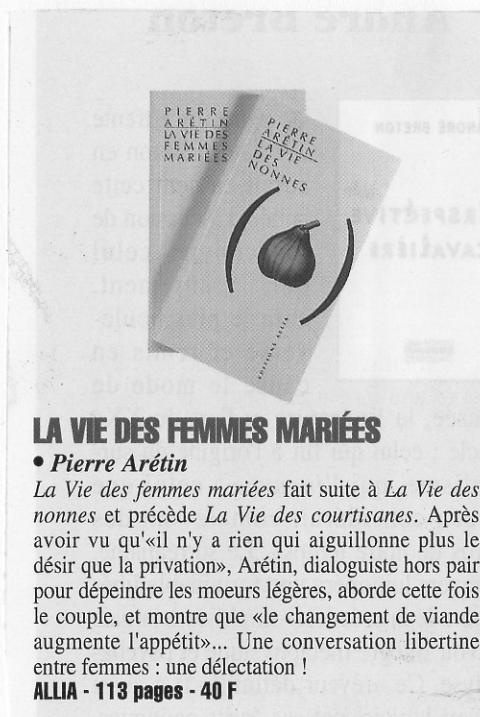 PIERRE
ARÉTIN
LA VIE DES
FEMMES
MARIÉES
PIERRE
ARÉTIN
LA VIE
DES
NONNES
EDITIONS ALLIA
LA VIE DES FEMMES MARIÉES
• Pierre Arétin
La Vie des femmes mariées fait suite à La Vie des
nonnes et précède La Vie des courtisanes. Après
avoir vu qu'«il n'y a rien qui aiguillonne plus le
désir que la privation», Arétin, dialoguiste hors pair
pour dépeindre les moeurs légères, aborde cette fois
le couple, et montre que «le changement de viande
augmente l'appétit»... Une conversation libertine
entre femmes : une délectation !
ALLIA - 113 pages - 40 F